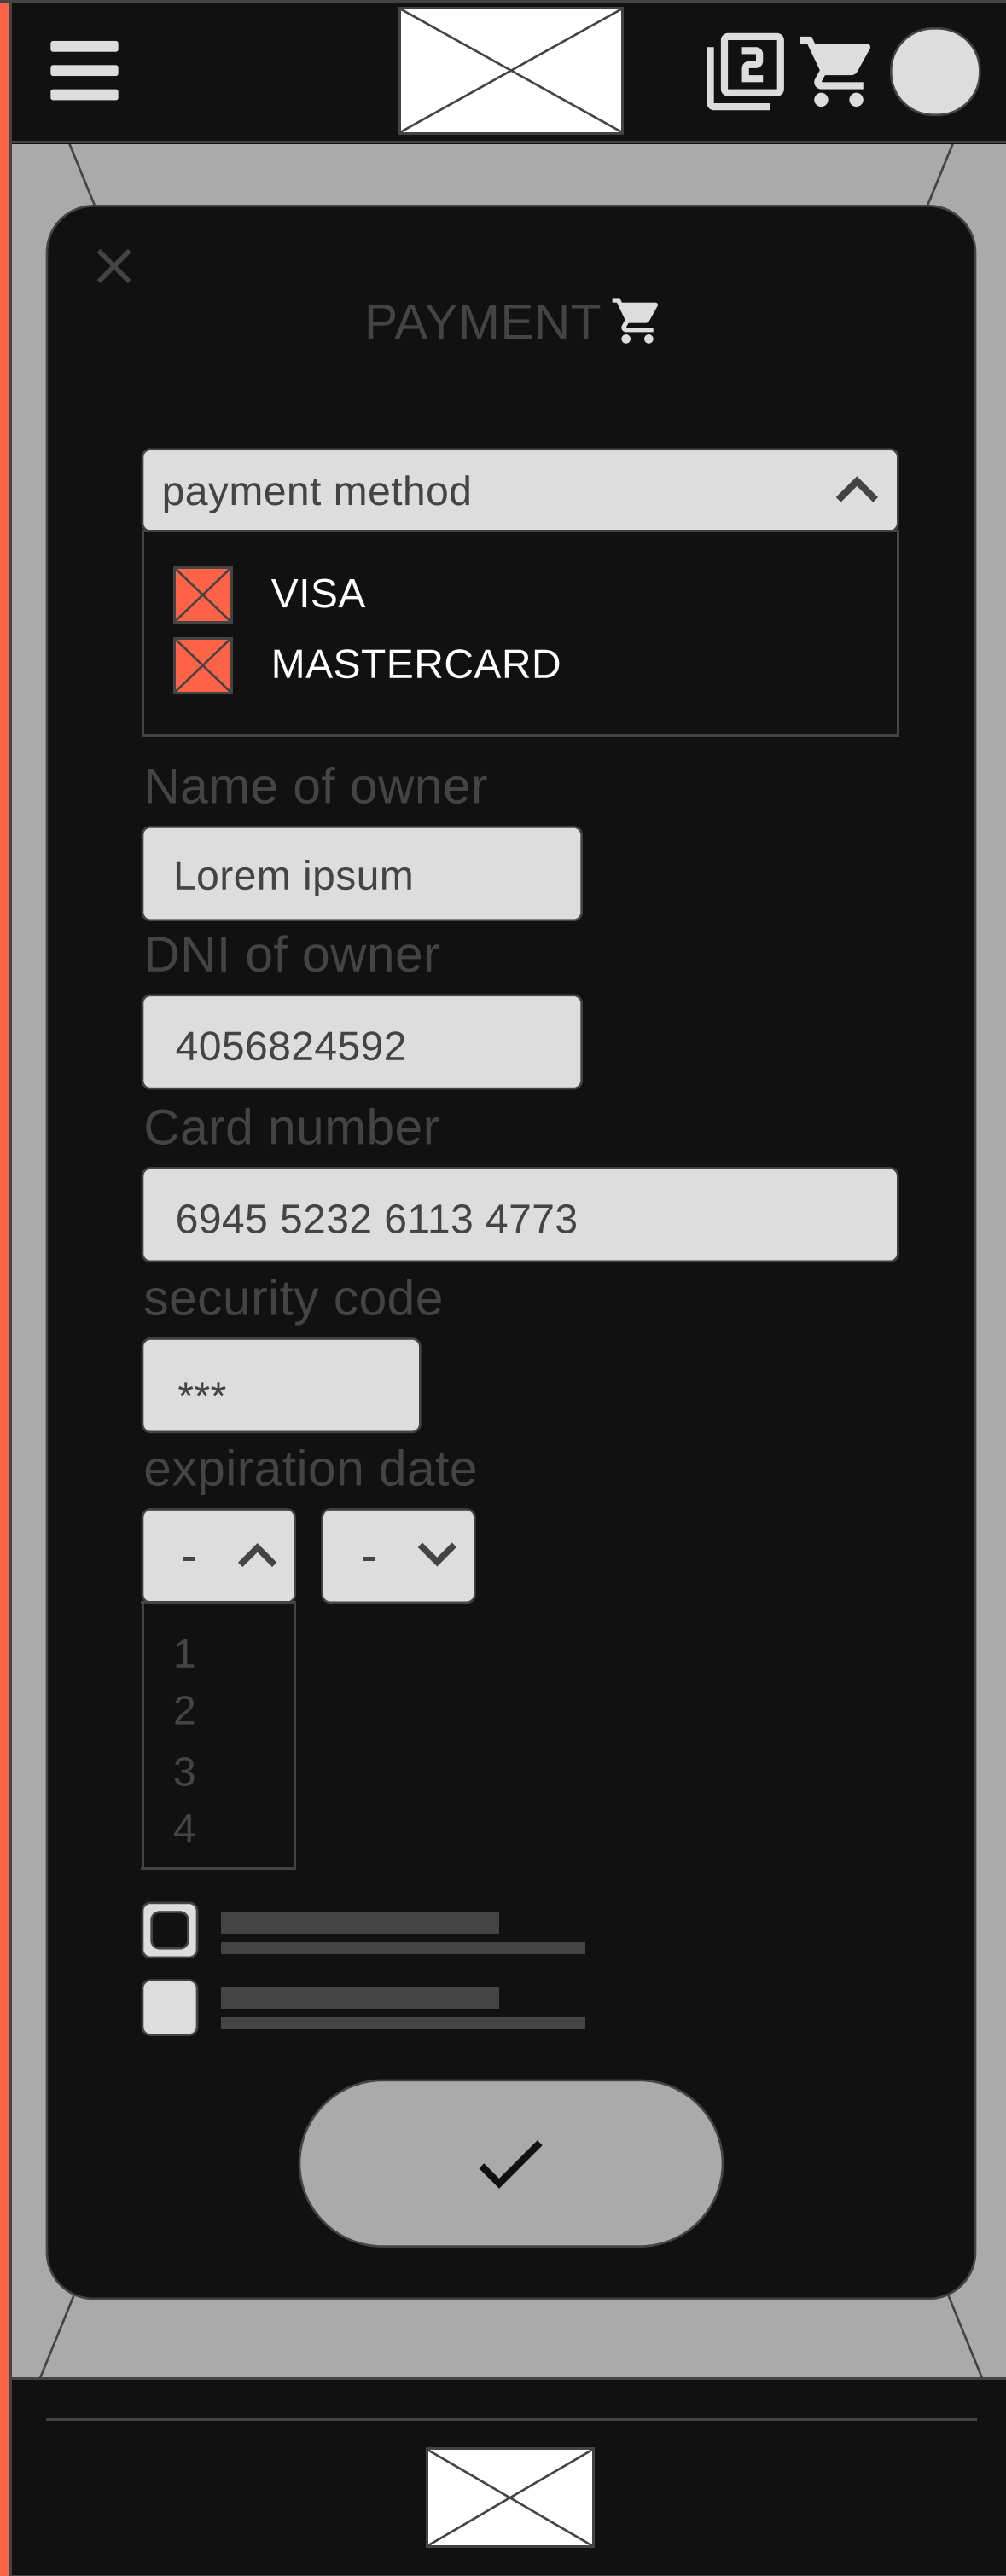 2
PAYMENT
payment method
VISA
MASTERCARD
Name of owner
Lorem ipsum
DNI of owner
4056824592
Card number
6945 5232 6113 4773
security code
***
expiration date
- -
1
2
3
4